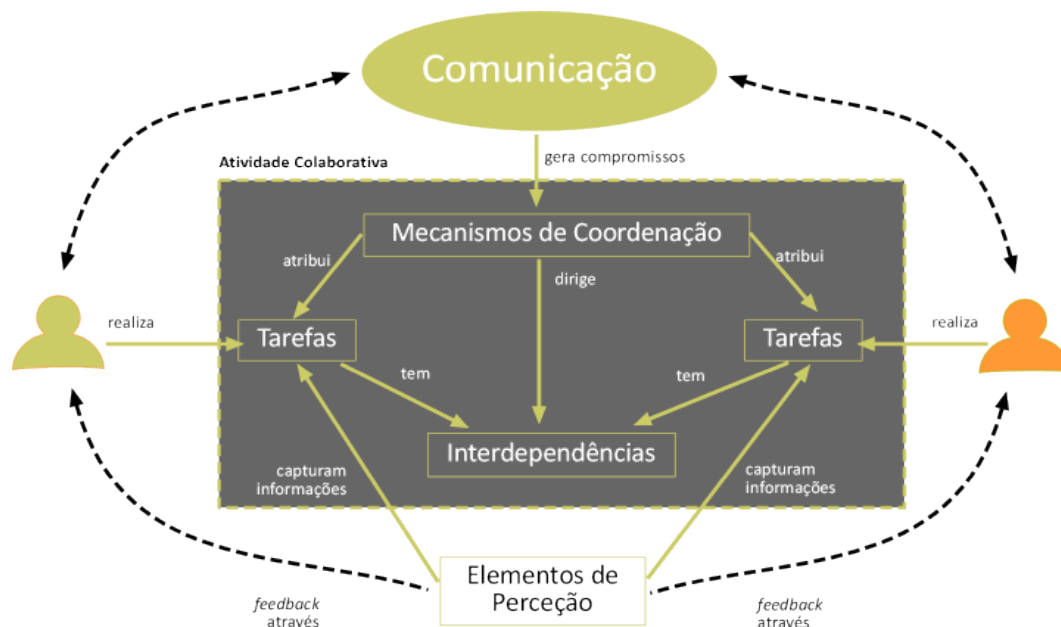 Comunicação
gera compromissos
Atividade Colaborativa
Mecanismos de Coordenação
atribui
dirige
atribui
realiza
Tarefas
Tarefas
realiza
tem
tem
Interdependências
capturam
informações
capturam
informações
Elementos de
Perceção
feedback
através
feedback
através